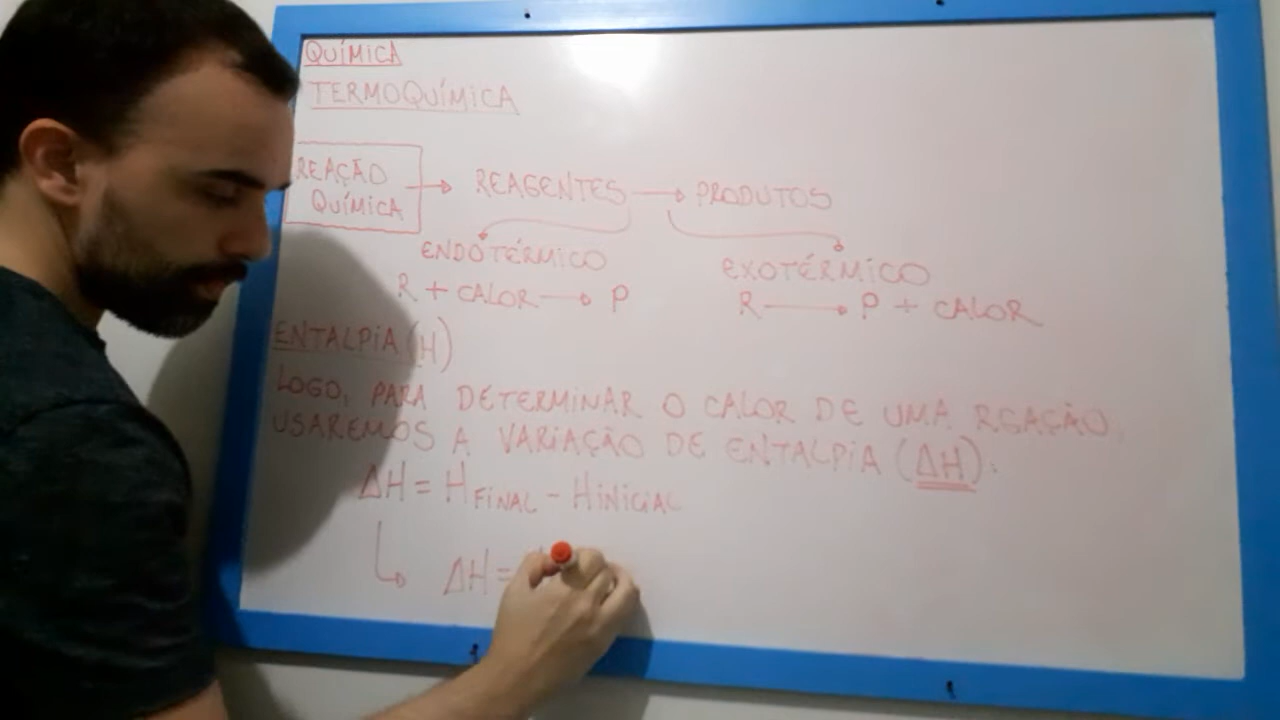 QUÍMICA
TERMOQUÍMICA
REAÇÃO
QUÍMICA
→ REAGENTES → PRODUTOS
ENDOTÉRMICO
R + CALOR → P
EXOTÉRMICO
R → P + CALOR
ENTALPIA (H)
LOGO, PARA DETERMINAR O CALOR DE UMA REAÇÃO,
USAREMOS A VARIAÇÃO DE ENTALPIA (ΔH):
ΔH = HFINAL - HINICIAL
ΔH =